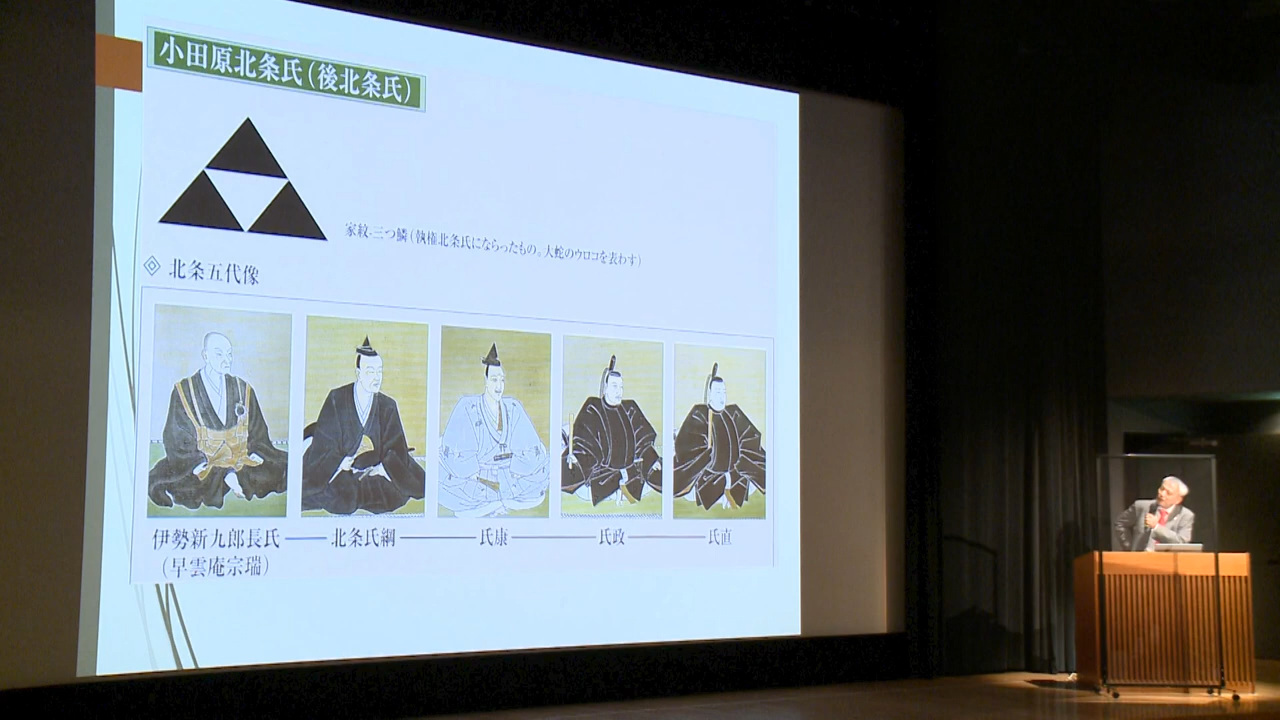 小田原北条氏（後北条氏）
家紋-三つ鱗（執権北条氏にならったもの。大蛇のウロコを表わす）
北条五代像
伊勢新九郎長氏 北条氏綱 氏康 氏政 氏直
（早雲庵宗瑞）